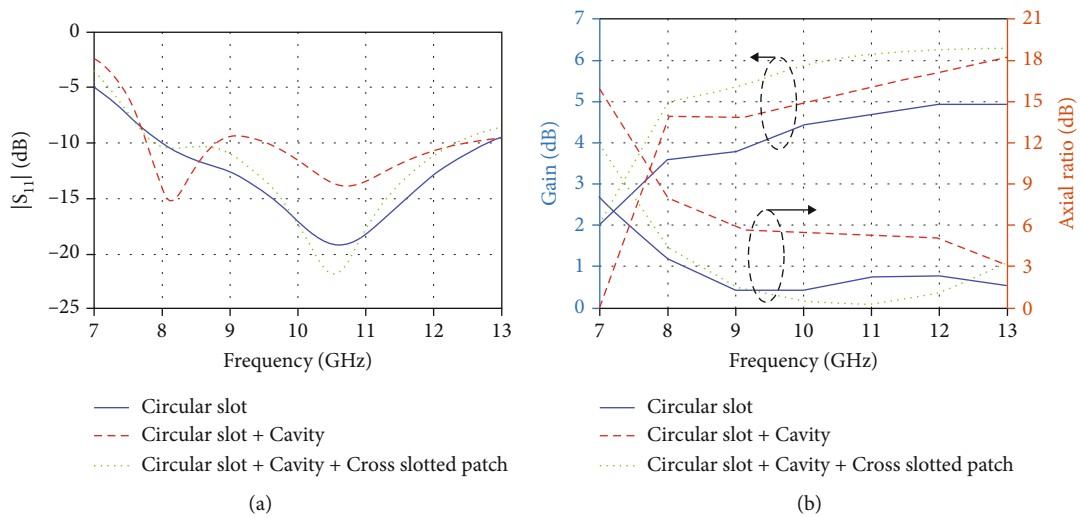 0
−5
−10
−15
−20
−25
|S11| (dB)
7 8 9 10 11 12 13
Frequency (GHz)
Circular slot
Circular slot + Cavity
Circular slot + Cavity + Cross slotted patch
(a)
7
6
5
4
3
2
1
0
Gain (dB)
21
18
15
12
9
6
3
0
Axial ratio (dB)
7 8 9 10 11 12 13
Frequency (GHz)
Circular slot
Circular slot + Cavity
Circular slot + Cavity + Cross slotted patch
(b)